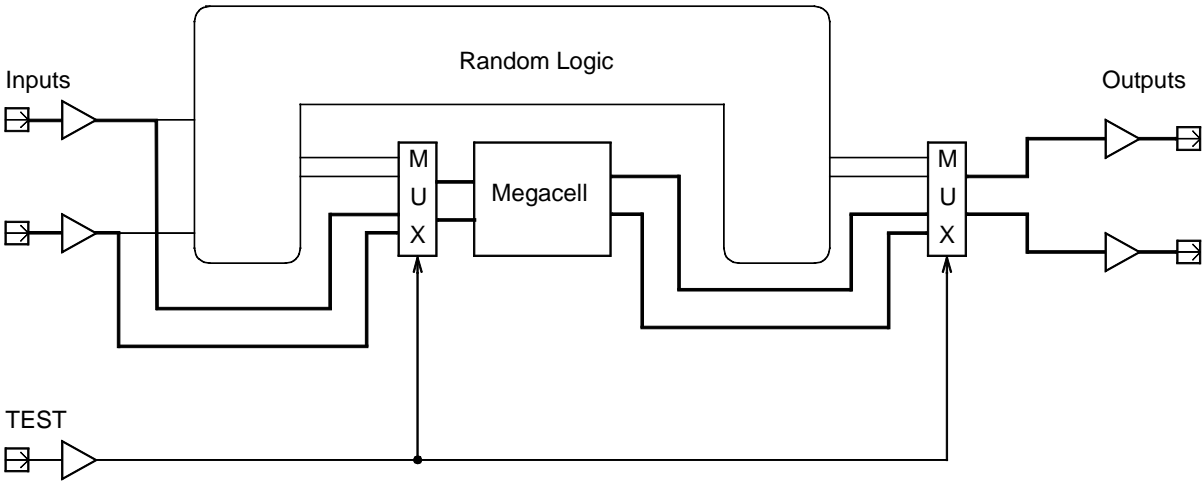 Random Logic
Inputs
Outputs
M
U
X
Megacell
M
U
X
TEST